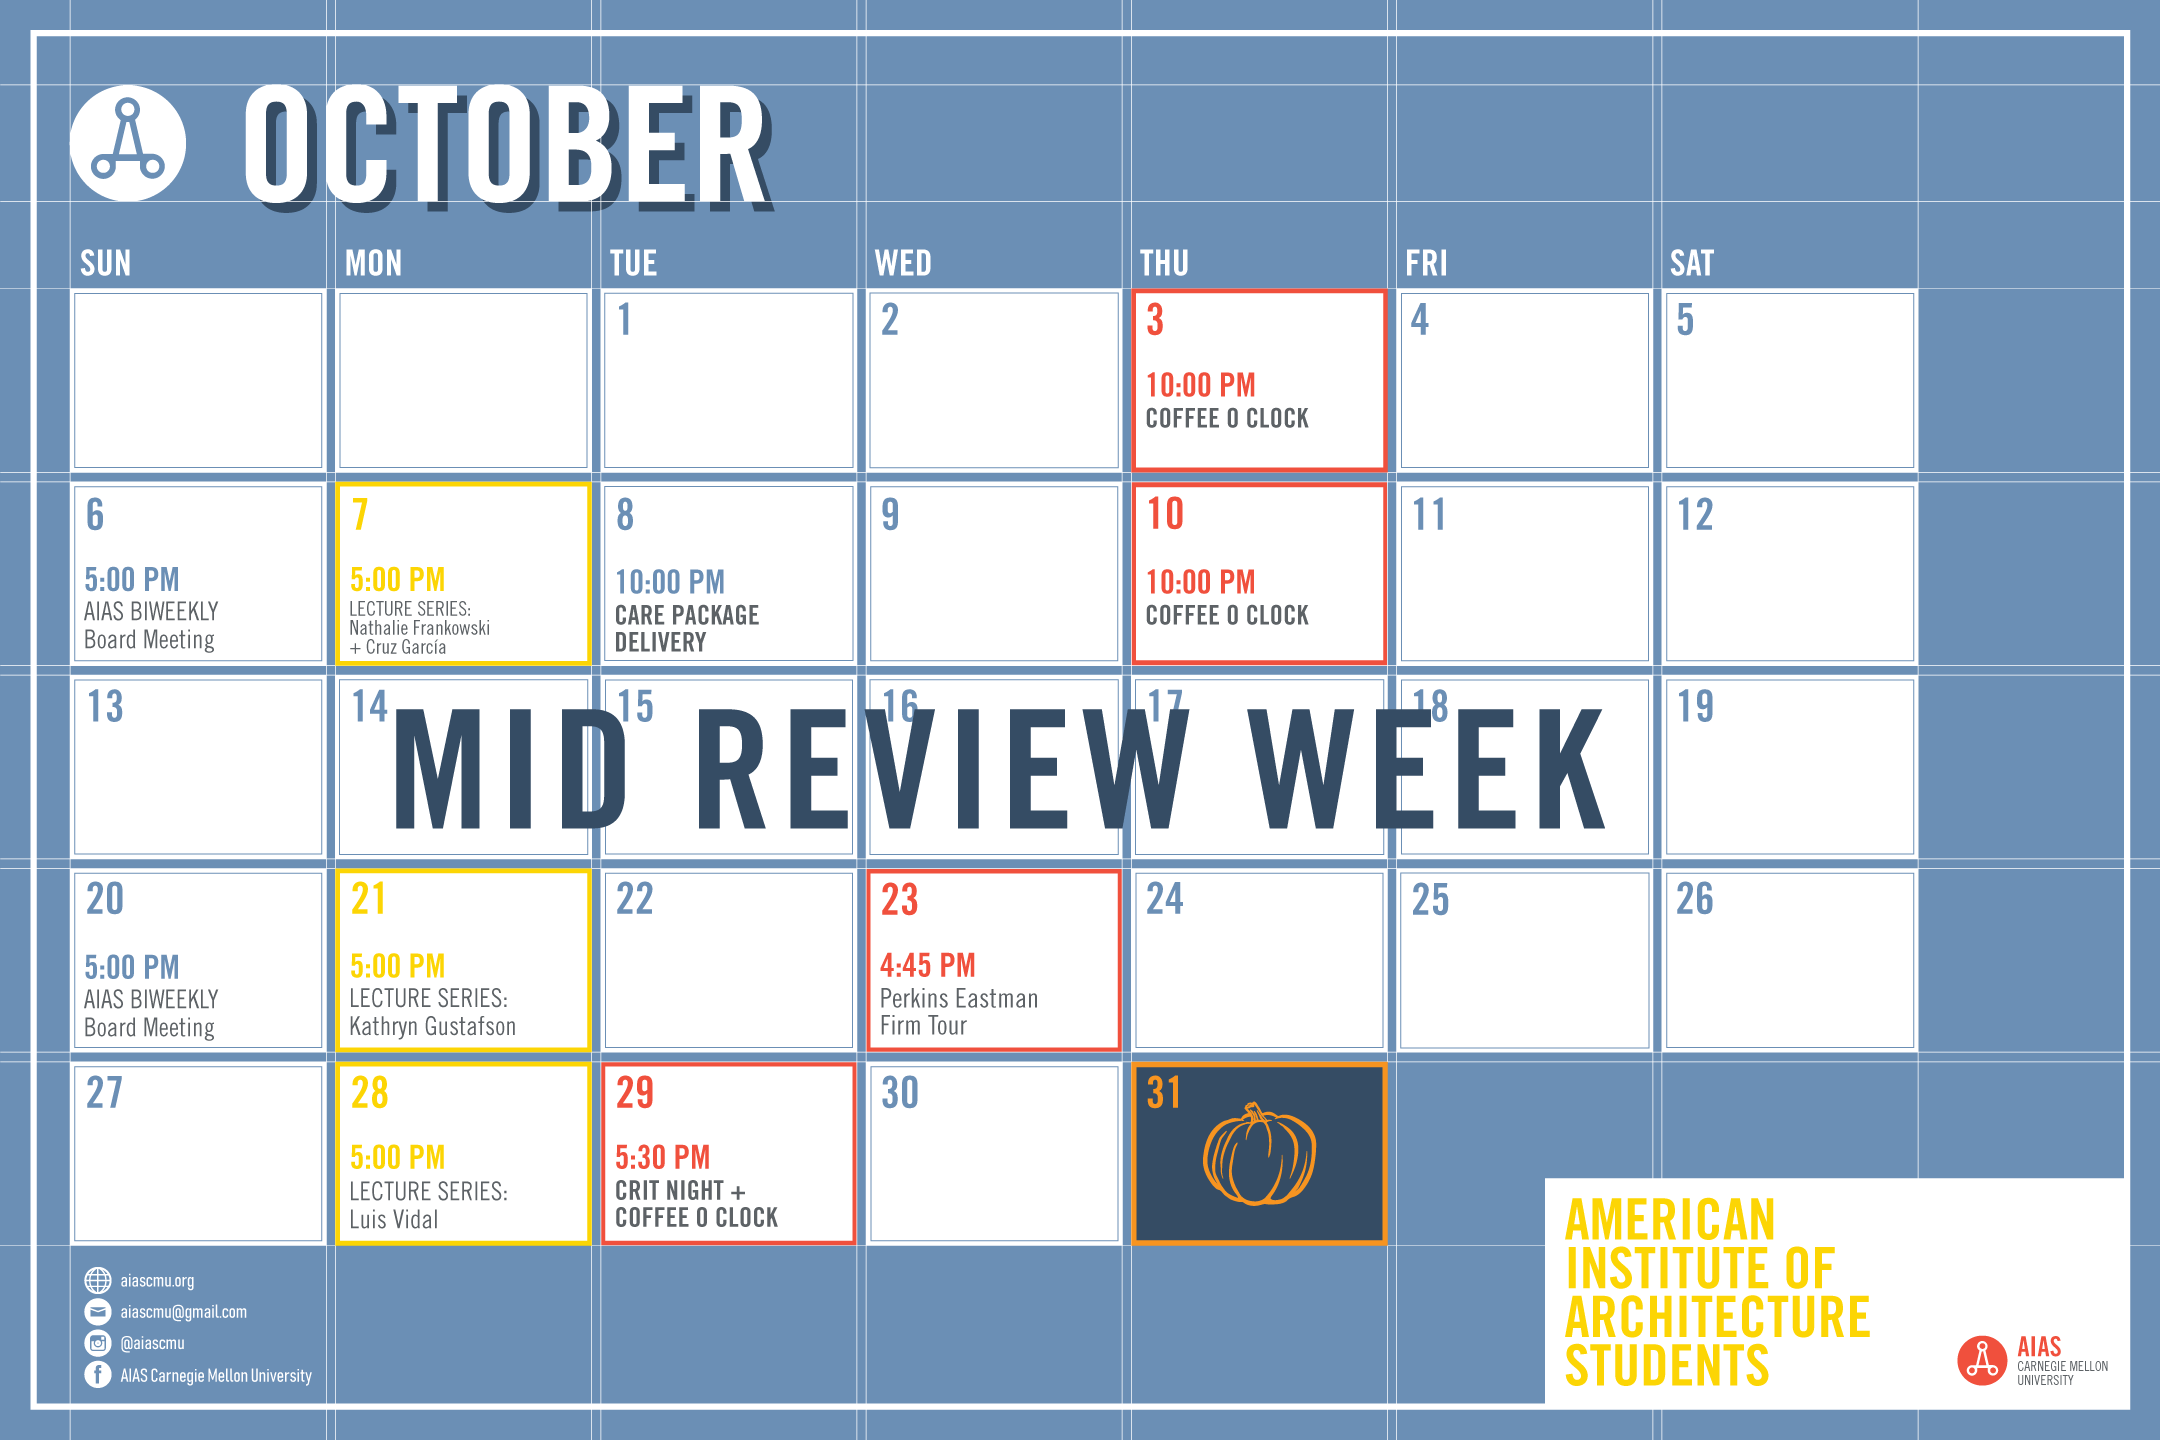 OCTOBER
SUN MON TUE WED THU FRI SAT
1 2 3 4 5
10:00 PM
COFFEE O CLOCK
6 7 8 9 10 11 12
5:00 PM
AIAS BIWEEKLY
Board Meeting
5:00 PM
LECTURE SERIES:
Nathalie Frankowski
+ Cruz García
10:00 PM
CARE PACKAGE
DELIVERY
10:00 PM
COFFEE O CLOCK
13 14 15 16 17 18 19
MID REVIEW WEEK
20 21 22 23 24 25 26
5:00 PM
AIAS BIWEEKLY
Board Meeting
5:00 PM
LECTURE SERIES:
Kathryn Gustafson
4:45 PM
Perkins Eastman
Firm Tour
27 28 29 30 31
5:00 PM
LECTURE SERIES:
Luis Vidal
5:30 PM
CRIT NIGHT +
COFFEE O CLOCK
aiascmu.org
aiascmu@gmail.com
@aiascmu
AIAS Carnegie Mellon University
AMERICAN
INSTITUTE OF
ARCHITECTURE
STUDENTS
AIAS
CARNEGIE MELLON
UNIVERSITY